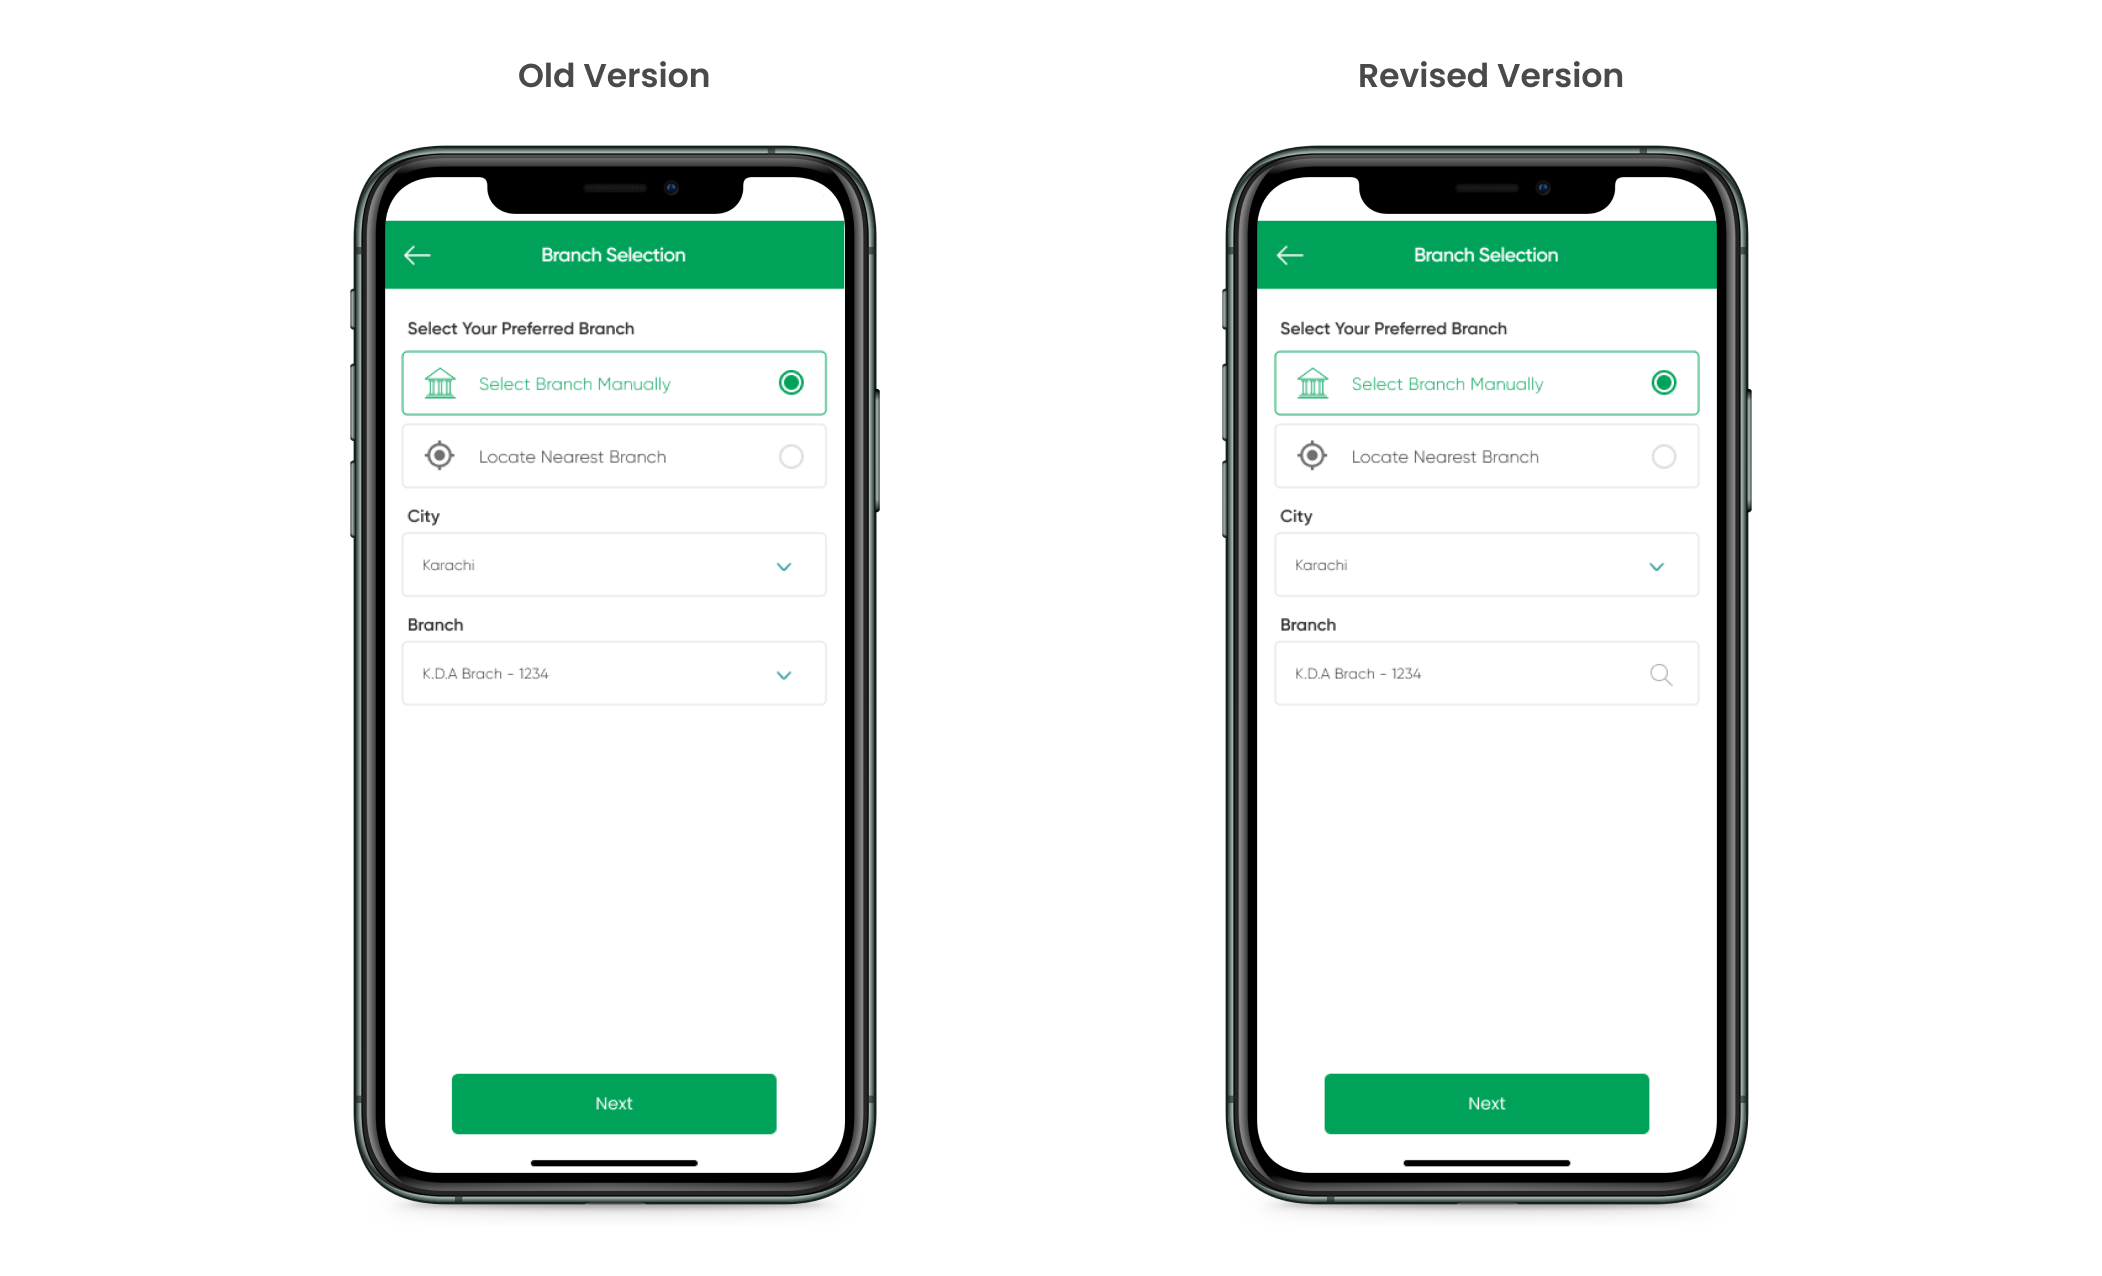 Old Version
Branch Selection
Select Your Preferred Branch
Select Branch Manually
Locate Nearest Branch
City
Karachi
Branch
K.D.A Brach - 1234
Next
Revised Version
Branch Selection
Select Your Preferred Branch
Select Branch Manually
Locate Nearest Branch
City
Karachi
Branch
K.D.A Brach - 1234
Next